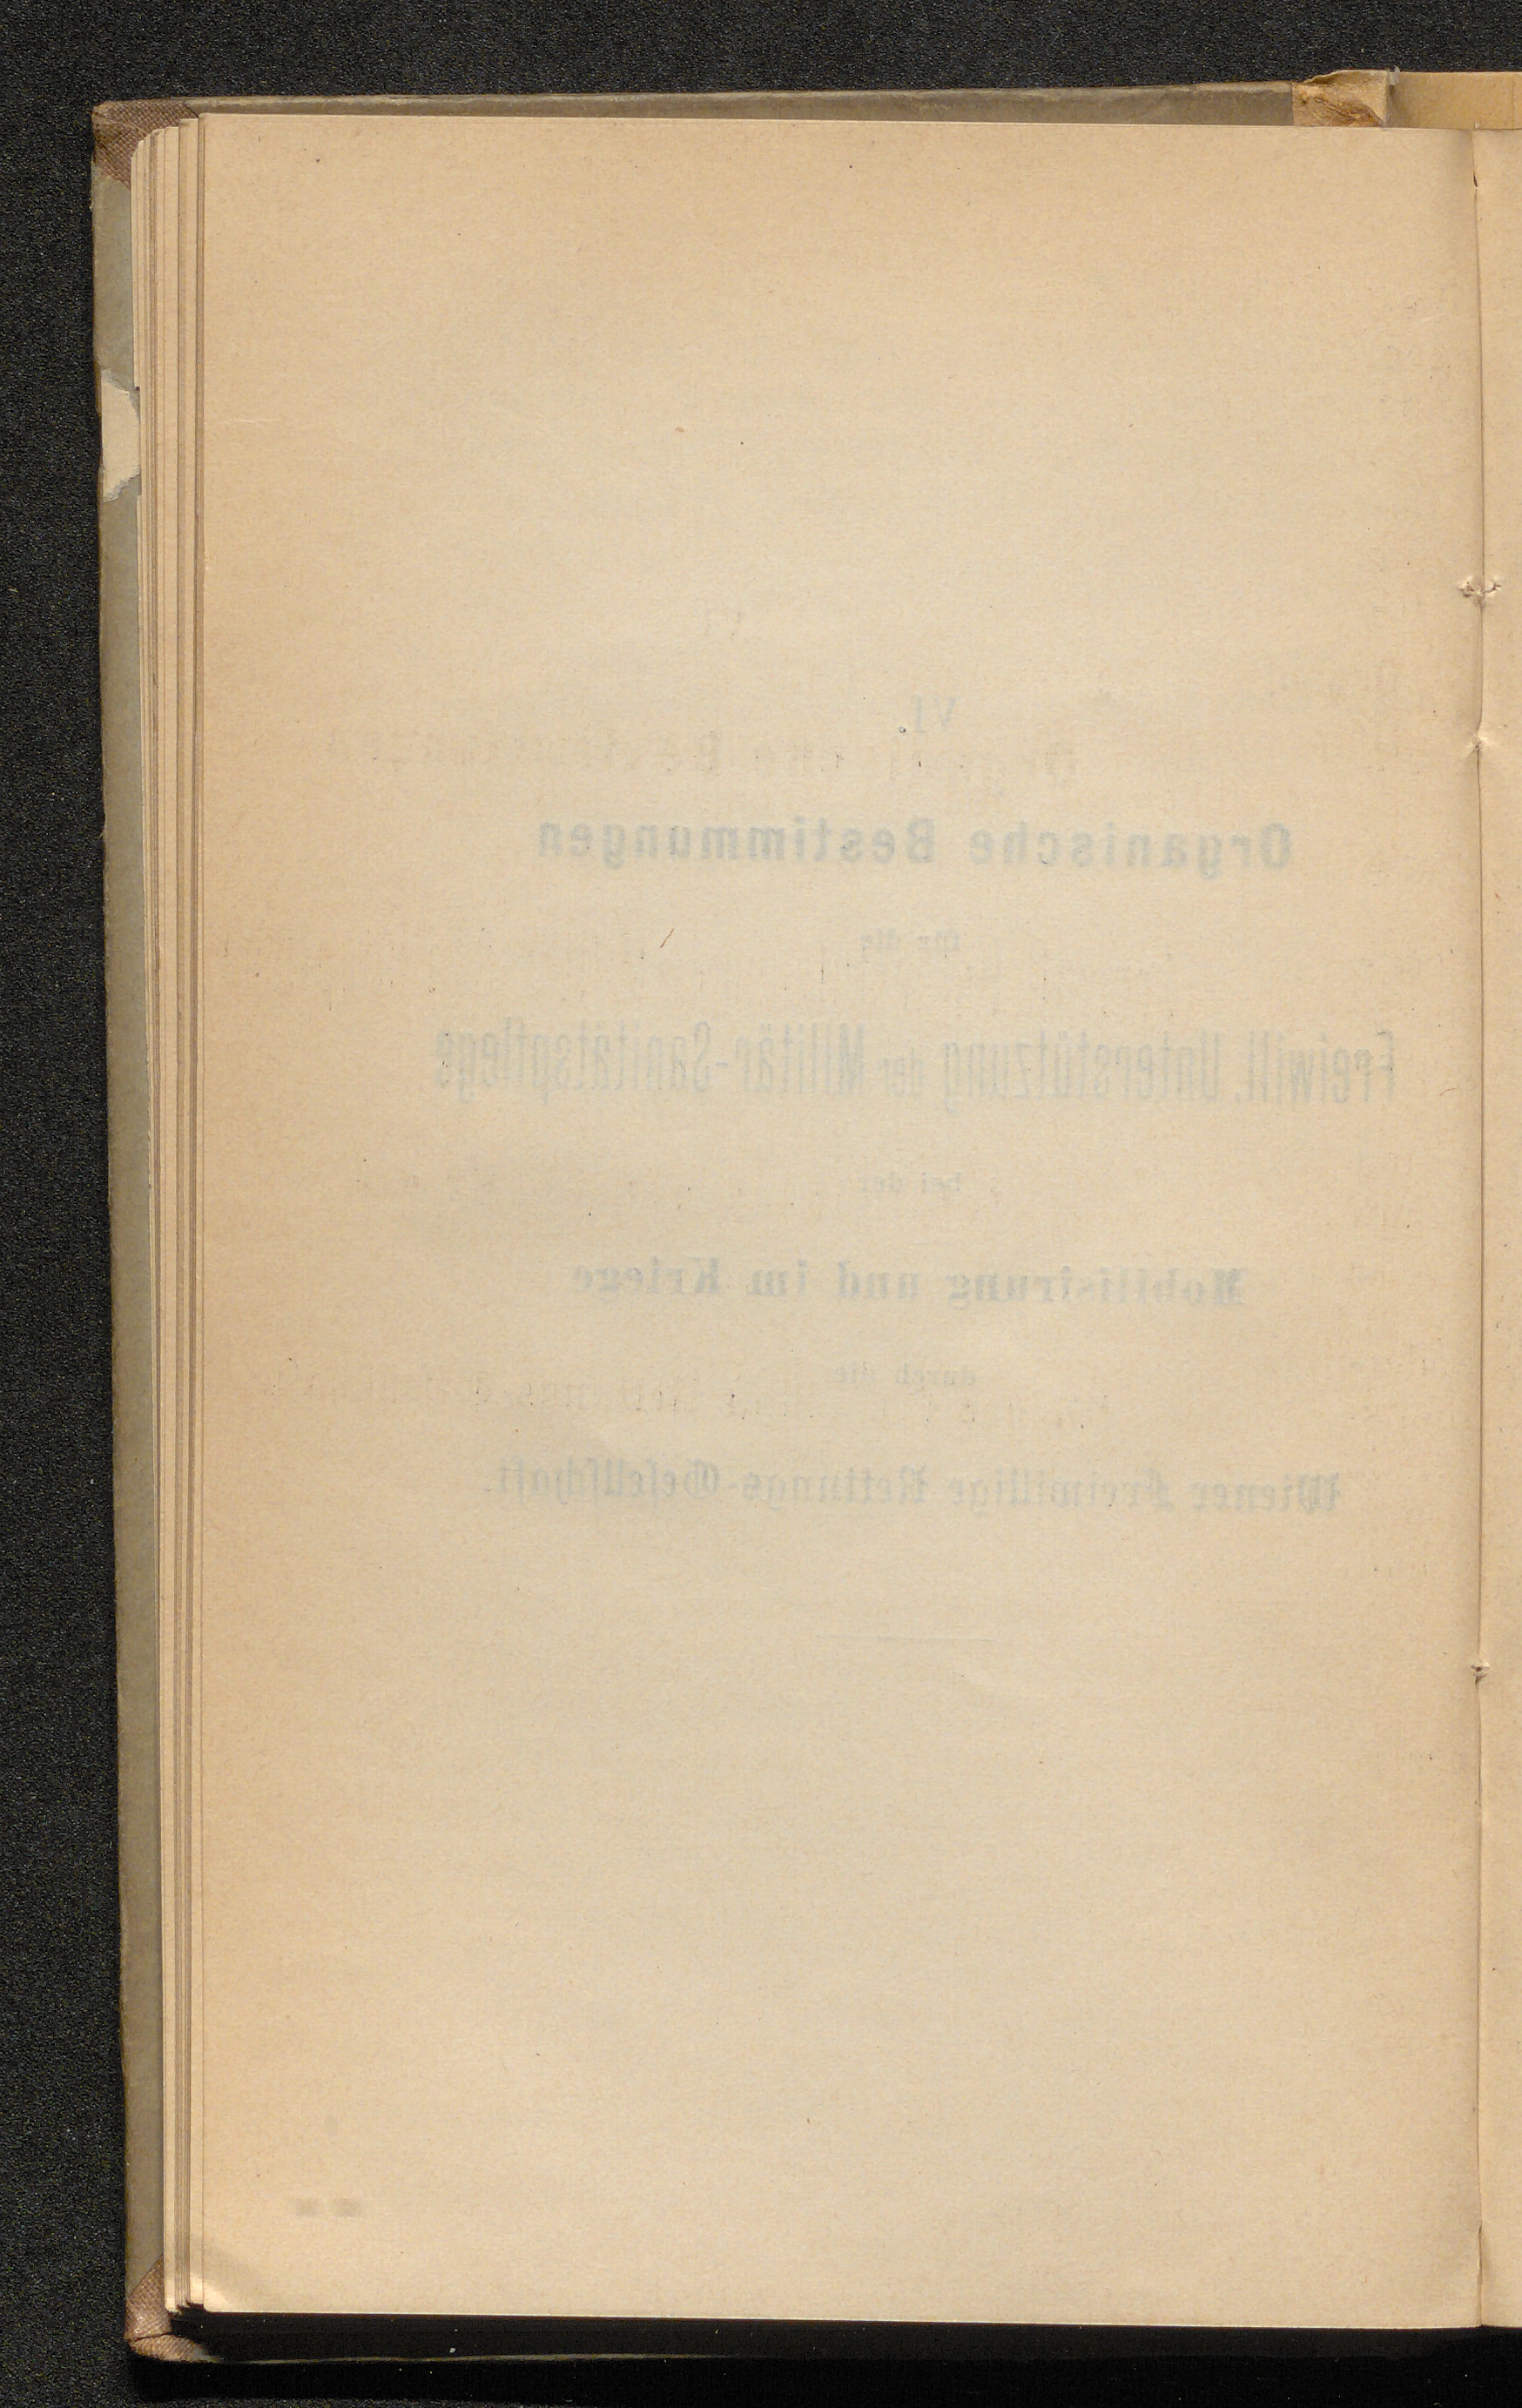 VI.
Organische Bestimmungen
für die
Freiwill. Unterstützung der Militär-Sanitätspflege
bei der
Mobilisirung und im Kriege
durch die
Wiener Freiwillige Rettungs-Gesellschaft.